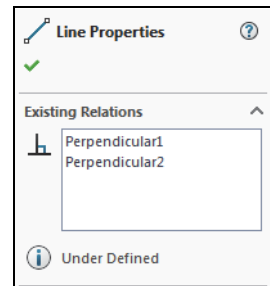 Line Properties
Existing Relations
Perpendicular1
Perpendicular2
Under Defined